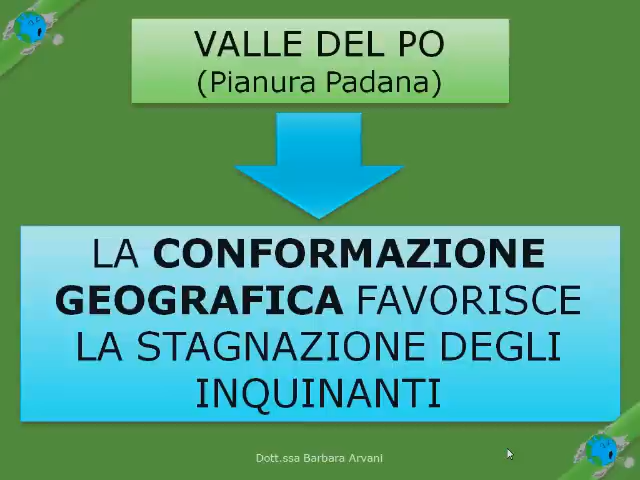 VALLE DEL PO
(Pianura Padana)
LA CONFORMAZIONE
GEOGRAFICA FAVORISCE
LA STAGNAZIONE DEGLI
INQUINANTI
Dott.ssa Barbara Arvani